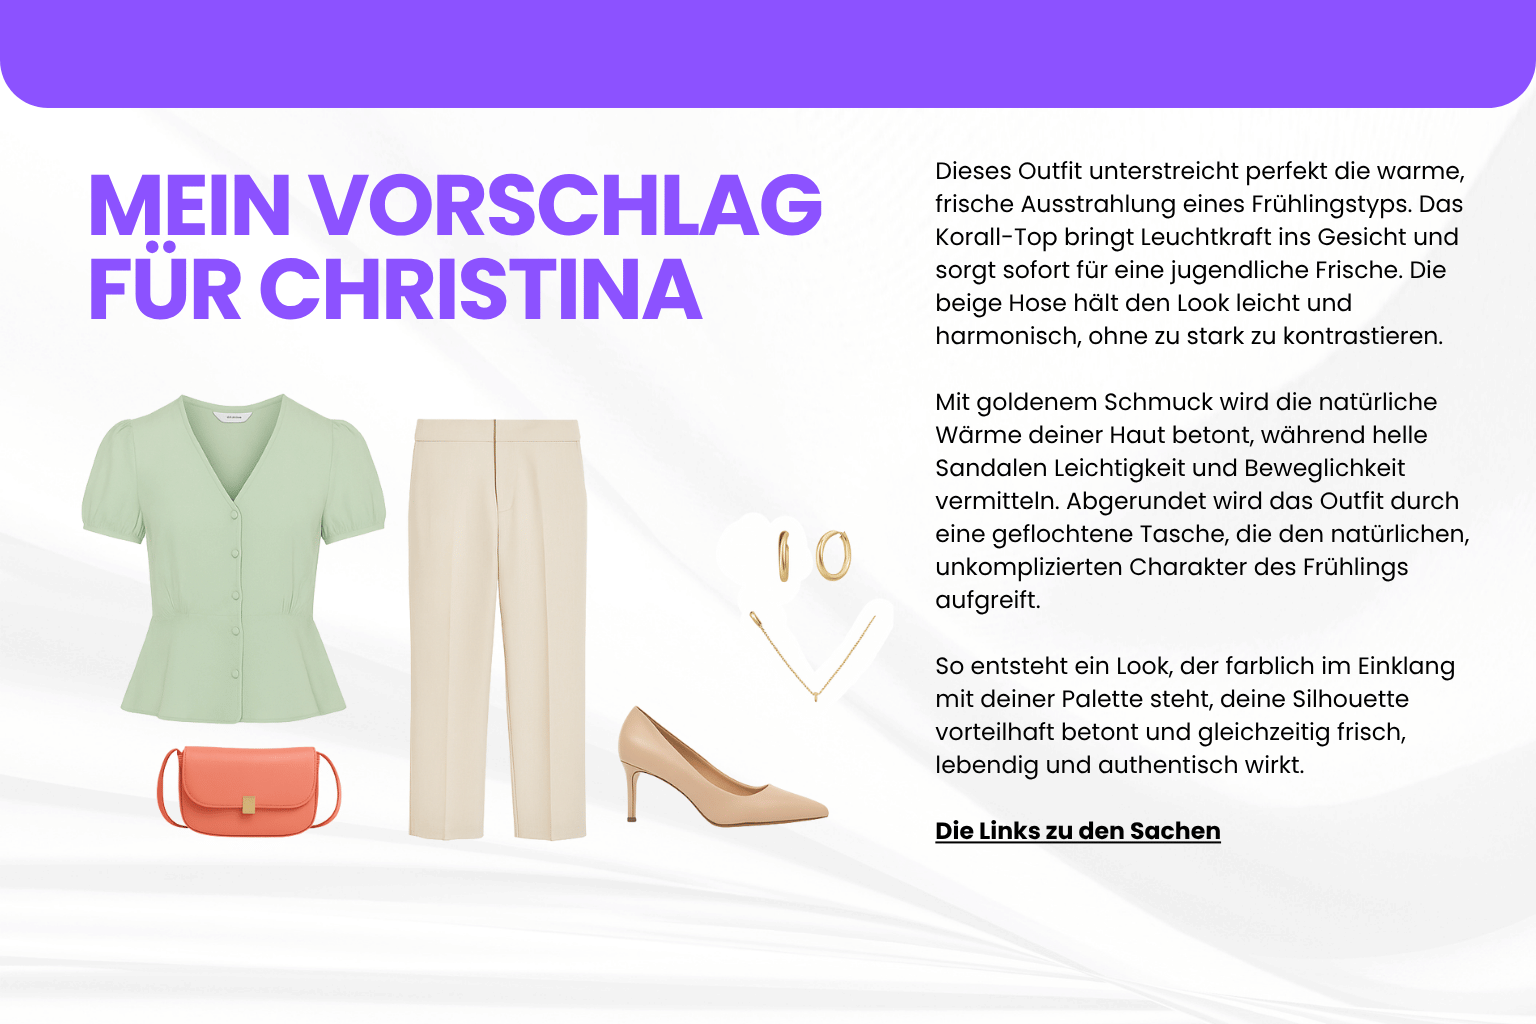 MEIN VORSCHLAG
FÜR CHRISTINA
Dieses Outfit unterstreicht perfekt die warme,
frische Ausstrahlung eines Frühlingstyps. Das
Korall-Top bringt Leuchtkraft ins Gesicht und
sorgt sofort für eine jugendliche Frische. Die
beige Hose hält den Look leicht und
harmonisch, ohne zu stark zu kontrastieren.
Mit goldenem Schmuck wird die natürliche
Wärme deiner Haut betont, während helle
Sandalen Leichtigkeit und Beweglichkeit
vermitteln. Abgerundet wird das Outfit durch
eine geflochtene Tasche, die den natürlichen,
unkomplizierten Charakter des Frühlings
aufgreift.
So entsteht ein Look, der farblich im Einklang
mit deiner Palette steht, deine Silhouette
vorteilhaft betont und gleichzeitig frisch,
lebendig und authentisch wirkt.
Die Links zu den Sachen